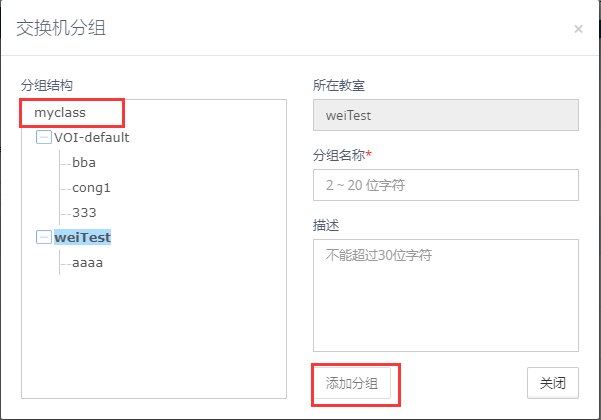 交换机分组
×
分组结构
myclass
VOI-default
bba
cong1
333
weiTest
aaaa
所在教室
weiTest
分组名称*
2 ~ 20 位字符
描述
不能超过30位字符
添加分组
关闭